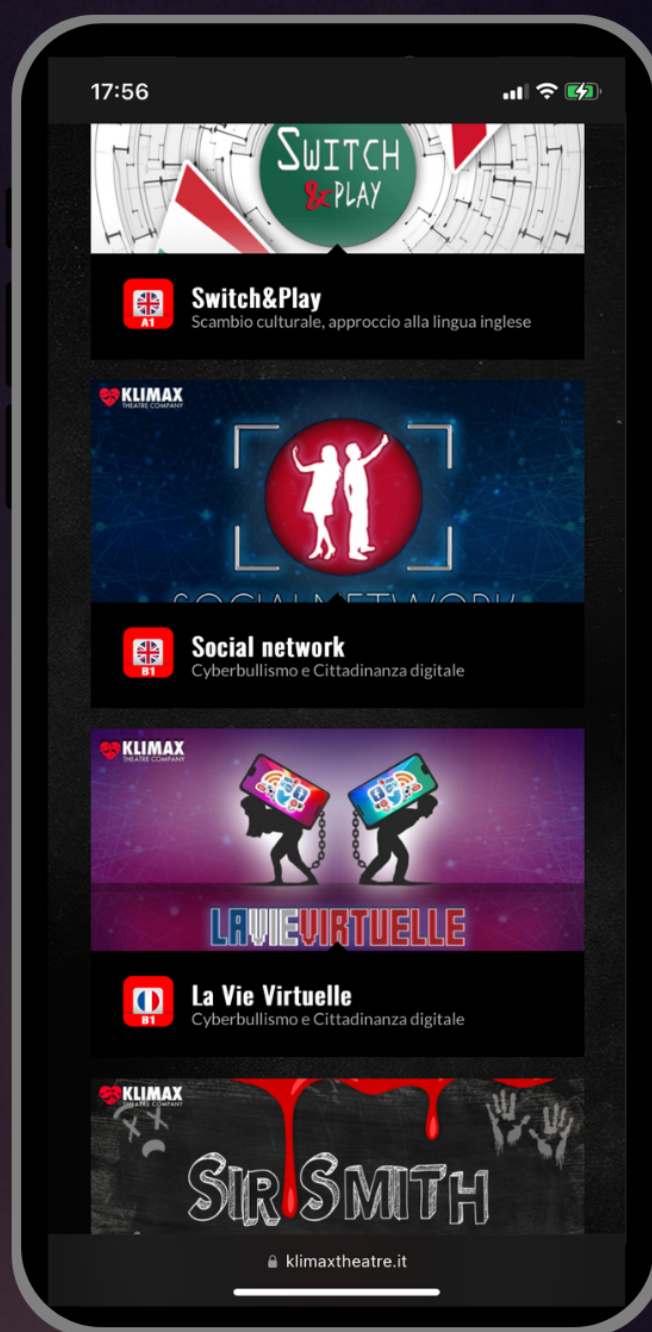 17:56
SWITCH
& PLAY
A1
Switch&Play
Scambio culturale, approccio alla lingua inglese
KLIMAX
THEATRE COMPANY
SOCIAL NETWORK
B1
Social network
Cyberbullismo e Cittadinanza digitale
KLIMAX
THEATRE COMPANY
LAVIEVIRTUELLE
B1
La Vie Virtuelle
Cyberbullismo e Cittadinanza digitale
KLIMAX
THEATRE COMPANY
SIR SMITH
klimaxtheatre.it